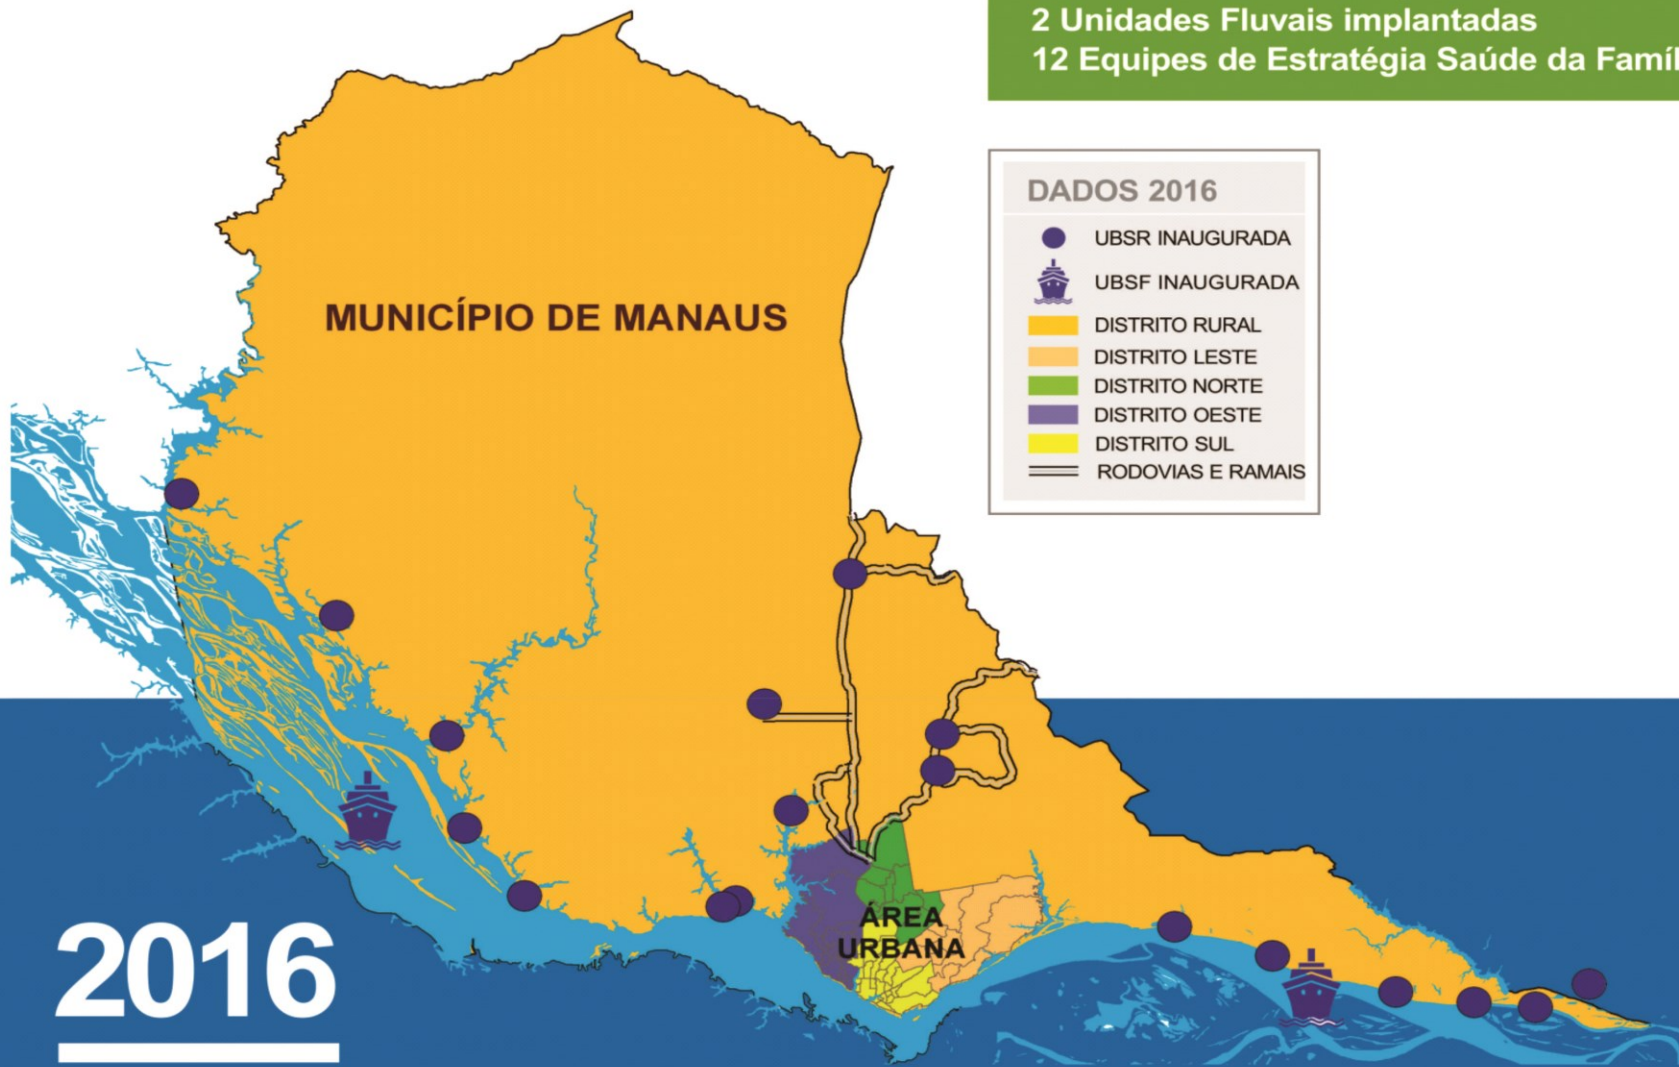 2 Unidades Fluvais implantadas
12 Equipes de Estratégia Saúde da Famíl
DADOS 2016
UBSR INAUGURADA
UBSF INAUGURADA
DISTRITO RURAL
DISTRITO LESTE
DISTRITO NORTE
DISTRITO OESTE
DISTRITO SUL
RODOVIAS E RAMAIS
MUNICÍPIO DE MANAUS
ÁREA
URBANA
2016